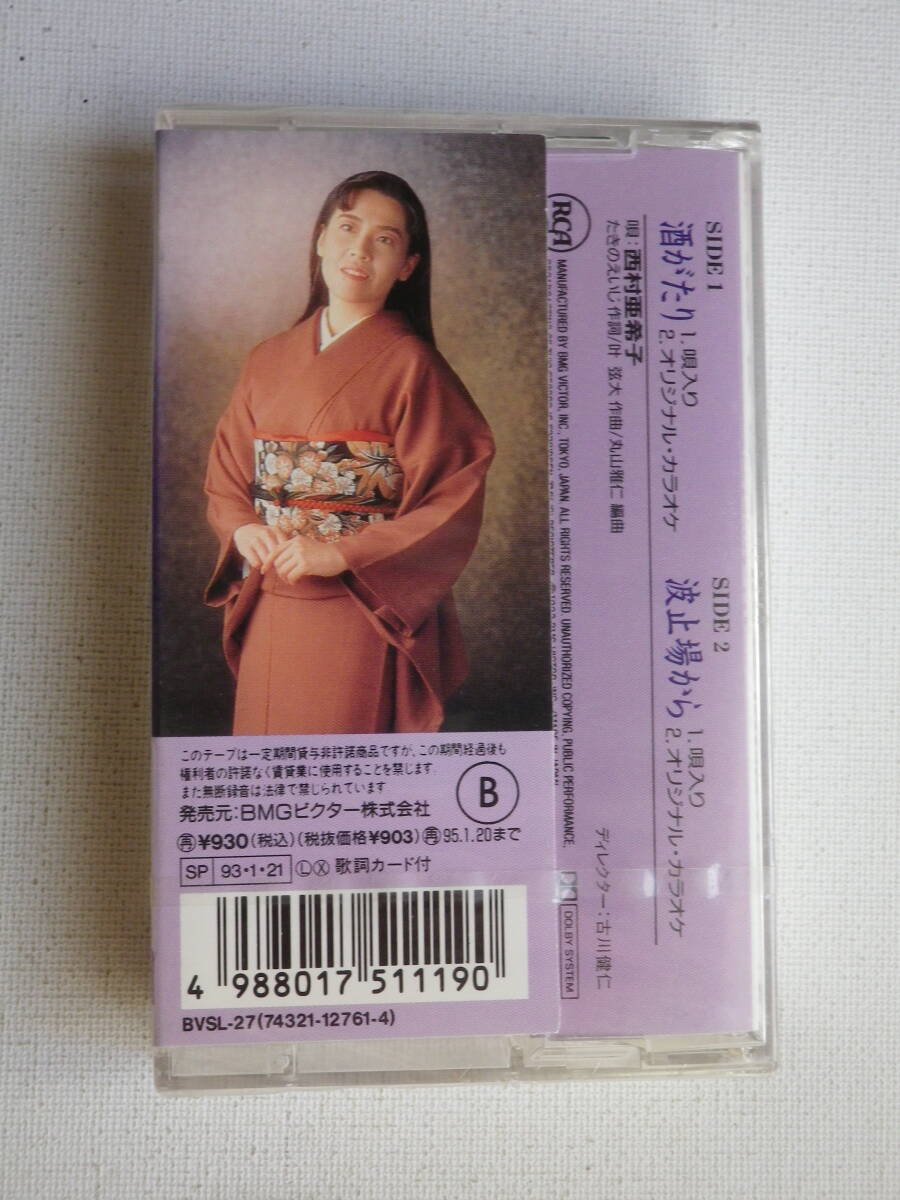 SIDE 1
酒がたり
1. 唄入り
2. オリジナル・カラオケ
唄：西村亜希子
たきのえいじ 作詞/叶 弦大 作曲/丸山雅仁 編曲
SIDE 2
波止場から
1. 唄入り
2. オリジナル・カラオケ
ディレクター：古川健仁
RCA
MANUFACTURED BY BMG VICTOR, INC., TOKYO, JAPAN. ALL RIGHTS RESERVED. UNAUTHORIZED COPYING, PUBLIC PERFORMANCE,
DOLBY SYSTEM
このテープは一定期間貸与非許諾商品ですが、この期間経過後も
権利者の許諾なく賃貸業に使用することを禁じます。
また無断録音は法律で禁じられています
発売元：BMGビクター株式会社
B
再¥930(税込)(税抜価格¥903)再95.1.20まで
SP 93・1・21 ⓁⓍ 歌詞カード付
4 988017 511190
BVSL-27(74321-12761-4)